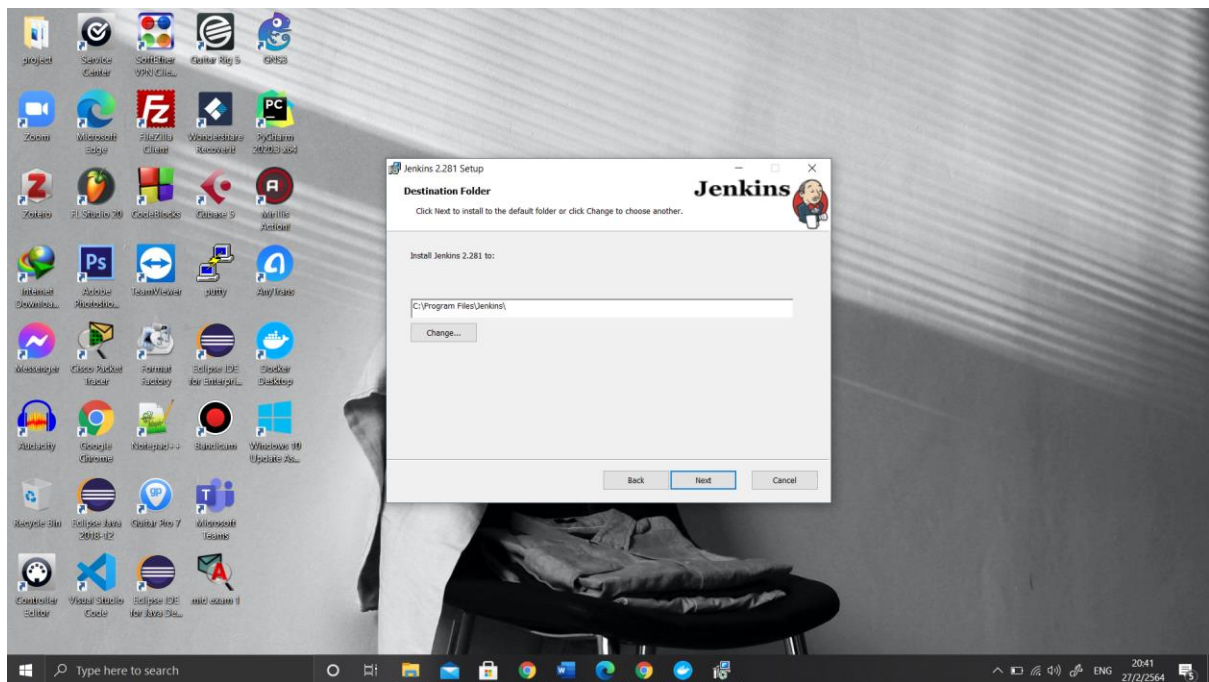 project
Service
Center
SoftEther
VPN Clie...
Guitar Rig 5
GNS3
Zoom
Microsoft
Edge
FileZilla
Client
Wondershare
Recoverit
PyCharm
2020.3 x64
Zotero
FL Studio 20
CodeBlocks
Cubase 5
Mirillis
Action!
Internet
Downloa...
Adobe
Photosho...
TeamViewer
putty
AnyTrans
Messenger
Cisco Packet
Tracer
Format
Factory
Eclipse IDE
for Enterpri...
Docker
Desktop
Audacity
Google
Chrome
Notepad++
Bandicam
Windows 10
Update As...
Recycle Bin
Eclipse Java
2018-12
Guitar Pro 7
Microsoft
Teams
Controller
Editor
Visual Studio
Code
Eclipse IDE
for Java De...
mid exam 1
Jenkins 2.281 Setup
Destination Folder
Jenkins
Click Next to install to the default folder or click Change to choose another.
Install Jenkins 2.281 to:
C:\Program Files\Jenkins\
Change...
Back
Next
Cancel
Type here to search
ENG
20:41
27/2/2564